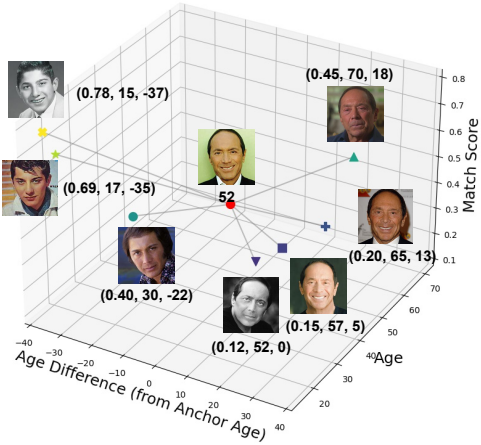 (0.45, 70, 18)
(0.78, 15, -37)
0.8
0.7
0.6
0.5
0.4
0.3
0.2
0.1
Match Score
52
(0.69, 17, -35)
(0.20, 65, 13)
(0.40, 30, -22)
(0.15, 57, 5)
(0.12, 52, 0)
70
60
50
40
30
20
Age
-40
-30
-20
-10
0
10
20
30
40
Age Difference (from Anchor Age)